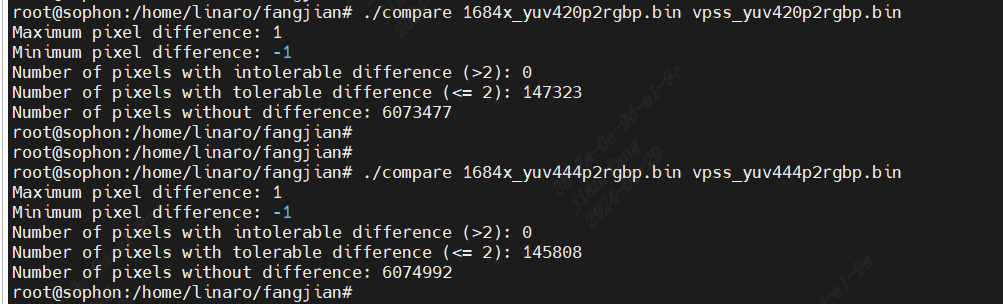 root@sophon:/home/linaro/fangjian# ./compare 1684x_yuv420p2rgbp.bin vpss_yuv420p2rgbp.bin
Maximum pixel difference: 1
Minimum pixel difference: -1
Number of pixels with intolerable difference (>2): 0
Number of pixels with tolerable difference (<= 2): 147323
Number of pixels without difference: 6073477
root@sophon:/home/linaro/fangjian#
root@sophon:/home/linaro/fangjian#
root@sophon:/home/linaro/fangjian# ./compare 1684x_yuv444p2rgbp.bin vpss_yuv444p2rgbp.bin
Maximum pixel difference: 1
Minimum pixel difference: -1
Number of pixels with intolerable difference (>2): 0
Number of pixels with tolerable difference (<= 2): 145808
Number of pixels without difference: 6074992
root@sophon:/home/linaro/fangjian#